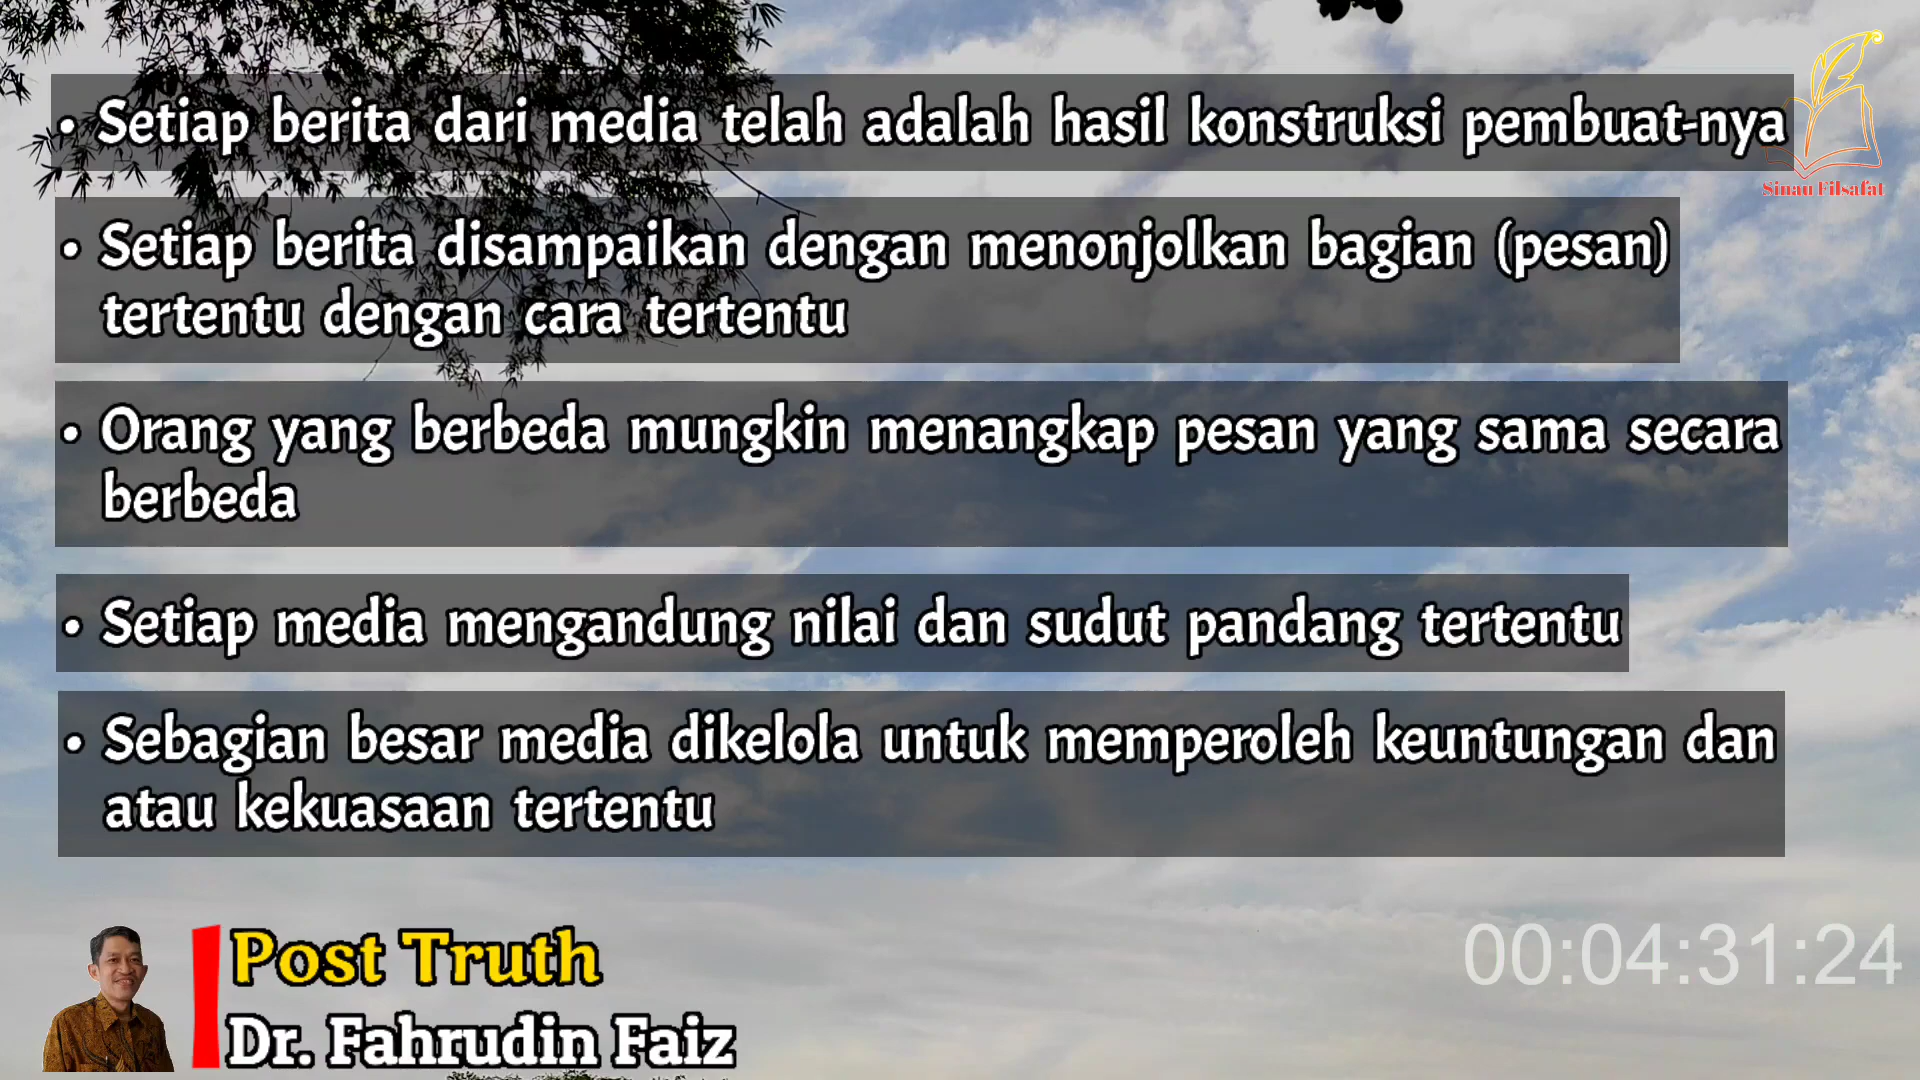 • Setiap berita dari media telah adalah hasil konstruksi pembuat-nya
Sinau Filsafat
• Setiap berita disampaikan dengan menonjolkan bagian (pesan)
tertentu dengan cara tertentu
• Orang yang berbeda mungkin menangkap pesan yang sama secara
berbeda
• Setiap media mengandung nilai dan sudut pandang tertentu
• Sebagian besar media dikelola untuk memperoleh keuntungan dan
atau kekuasaan tertentu
Post Truth
00:04:31:24
Dr. Fahrudin Faiz